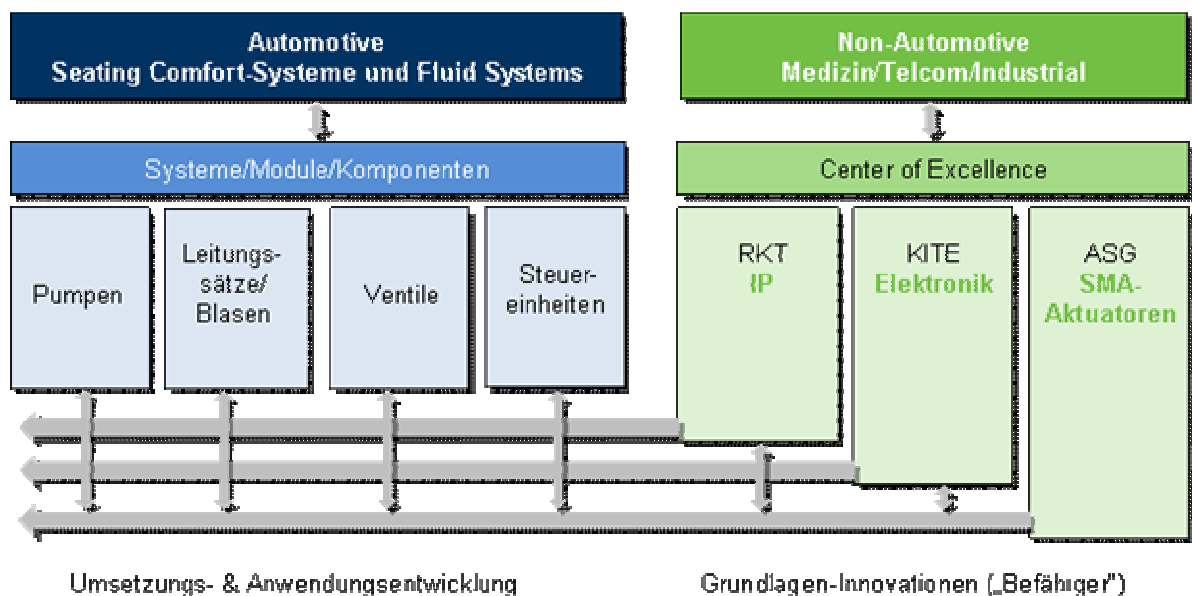 Automotive
Seating Comfort-Systeme und Fluid Systems
Non-Automotive
Medizin/Telcom/Industrial
Systeme/Module/Komponenten
Center of Excellence
Pumpen
Leitungs-
sätze/
Blasen
Ventile
Steuer-
einheiten
RKT
IP
KITE
Elektronik
ASG
SMA-
Aktuatoren
Umsetzungs- & Anwendungsentwicklung
Grundlagen-Innovationen („Befähiger")